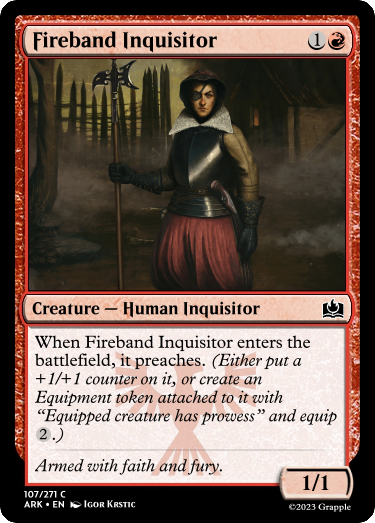 Fireband Inquisitor 1
Creature — Human Inquisitor
When Fireband Inquisitor enters the
battlefield, it preaches. (Either put a
+1/+1 counter on it, or create an
Equipment token attached to it with
“Equipped creature has prowess” and equip
2.)
Armed with faith and fury.
1/1
107/271 C
ARK • EN Igor Krstic
©2023 Grapple